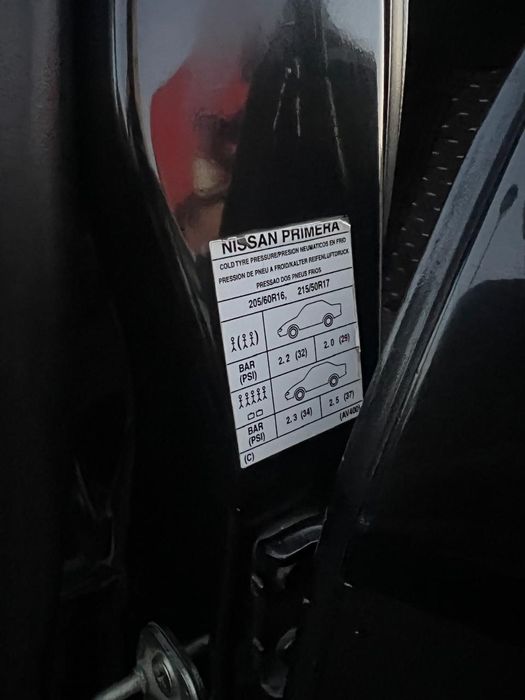 NISSAN PRIMERA
COLD TYRE PRESSURE/PRESION NEUMATICOS EN FRIO
PRESSION DE PNEU A FROID/KALTER REIFENLUFTDRUCK
PRESSAO DOS PNEUS FRIOS
205/60R16, 215/50R17
BAR (PSI) 2.2 (32) 2.0 (29)
BAR (PSI) 2.3 (34) 2.5 (37)
(C) (AV400)